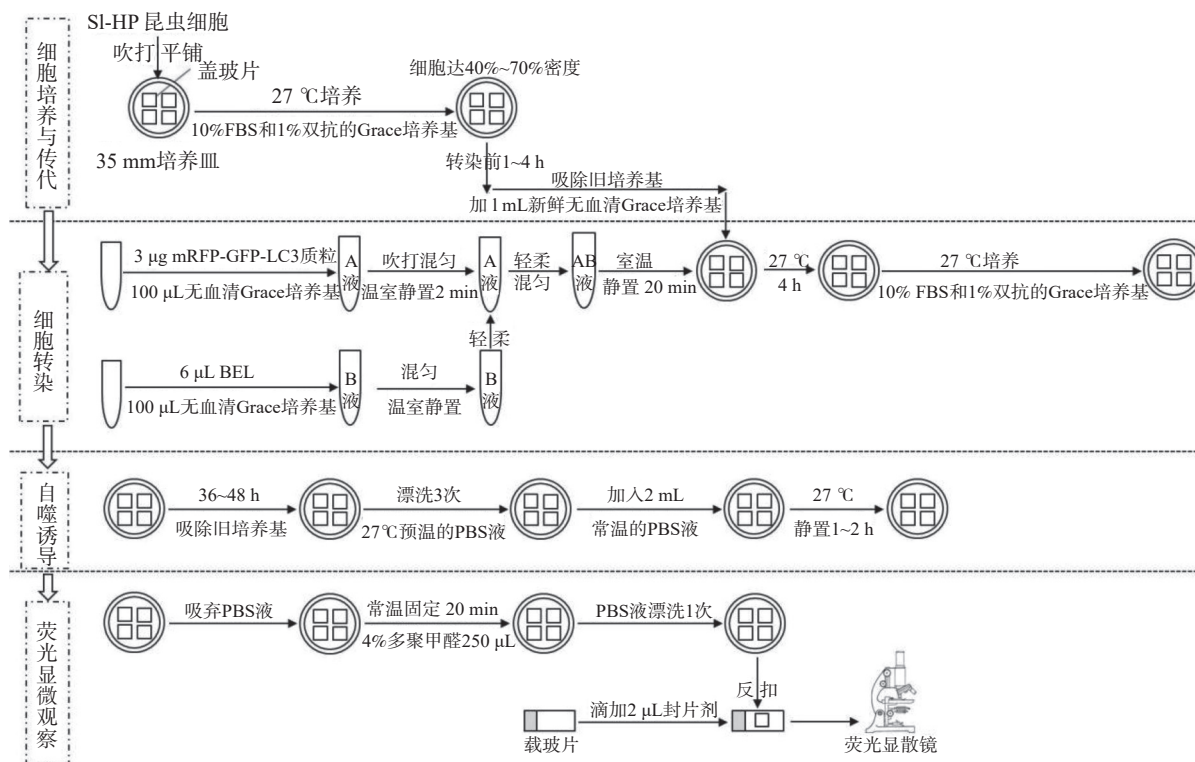 细胞培养与传代
Sl-HP 昆虫细胞
吹打 平铺
盖玻片
35 mm培养皿
27 ℃培养
10%FBS和1%双抗的Grace培养基
细胞达40%~70%密度
转染前1~4 h
吸除旧培养基
加 1 mL新鲜无血清Grace培养基
细胞转染
3 μg mRFP-GFP-LC3质粒
100 μL无血清Grace培养基
A液
吹打混匀
温室静置2 min
A液
轻柔
混匀
AB液
室温
静置 20 min
27 ℃
4 h
27 ℃培养
10% FBS和1%双抗的Grace培养基
轻柔
6 μL BEL
100 μL无血清Grace培养基
B液
混匀
温室静置
B液
自噬诱导
36~48 h
吸除旧培养基
漂洗3次
27℃预温的PBS液
加入2 mL
常温的PBS液
27 ℃
静置1~2 h
荧光显微观察
吸弃PBS液
常温固定 20 min
4%多聚甲醛250 μL
PBS液漂洗1次
反扣
载玻片
滴加2 μL封片剂
荧光显散镜